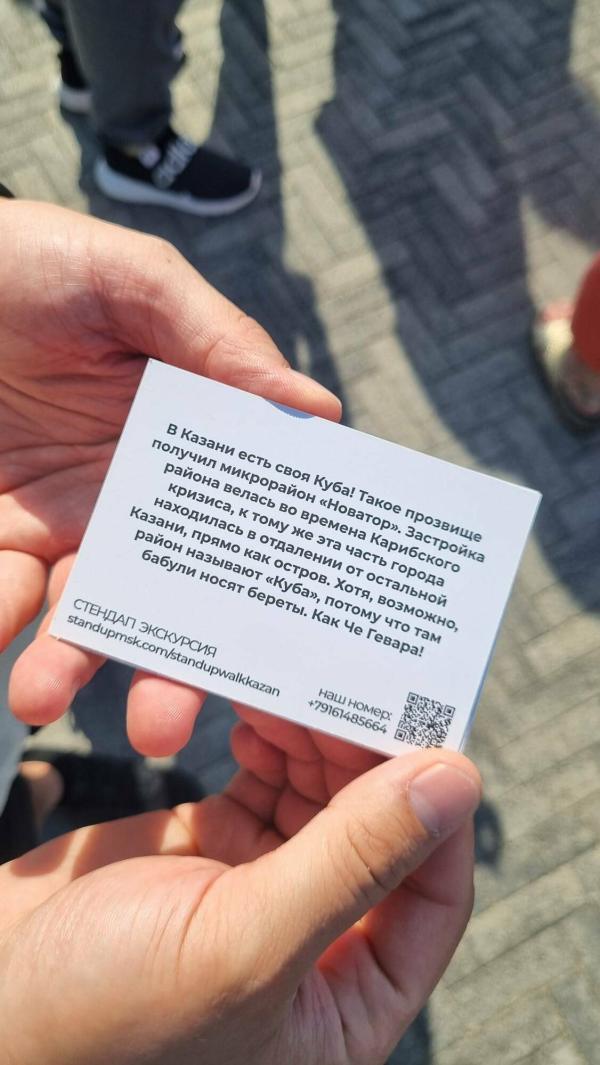 adidas
В Казани есть своя Куба! Такое прозвище
получил микрорайон «Новатор». Застройка
района велась во времена Карибского
кризиса, к тому же эта часть города
находилась в отдалении от остальной
Казани, прямо как остров. Хотя, возможно,
район называют «Куба», потому что там
бабули носят береты. Как Че Гевара!
СТЕНДАП ЭКСКУРСИЯ
standupmsk.com/standupwalkkazan
наш номер:
+79161485664